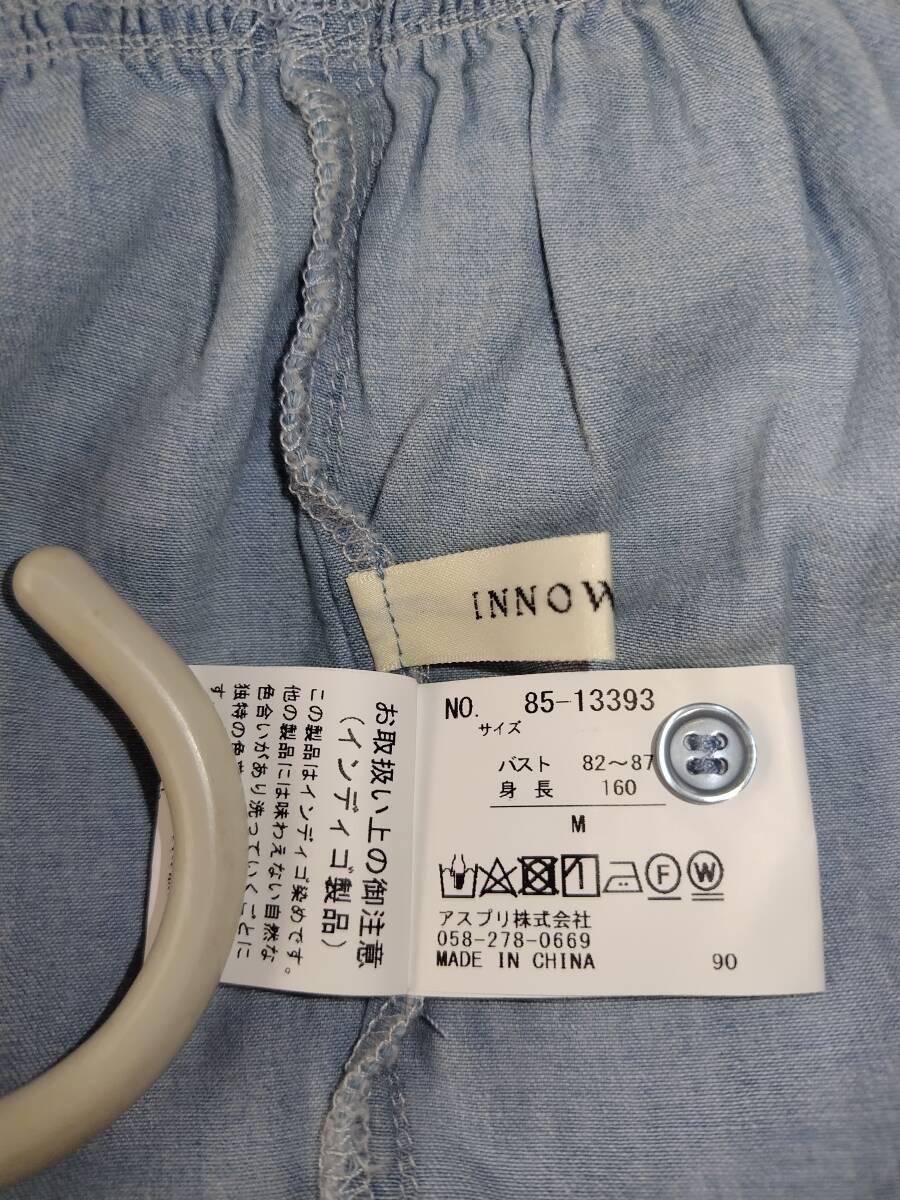 INNOW
NO. 85-13393
サイズ
バスト 82～87
身長 160
M
アスプリ株式会社
058-278-0669
MADE IN CHINA 90
お取扱い上の御注意
(インディゴ製品)
この製品はインディゴ染めです。
他の製品には味わえない自然な
色合いがあり洗っていくごとに
独特の色
す